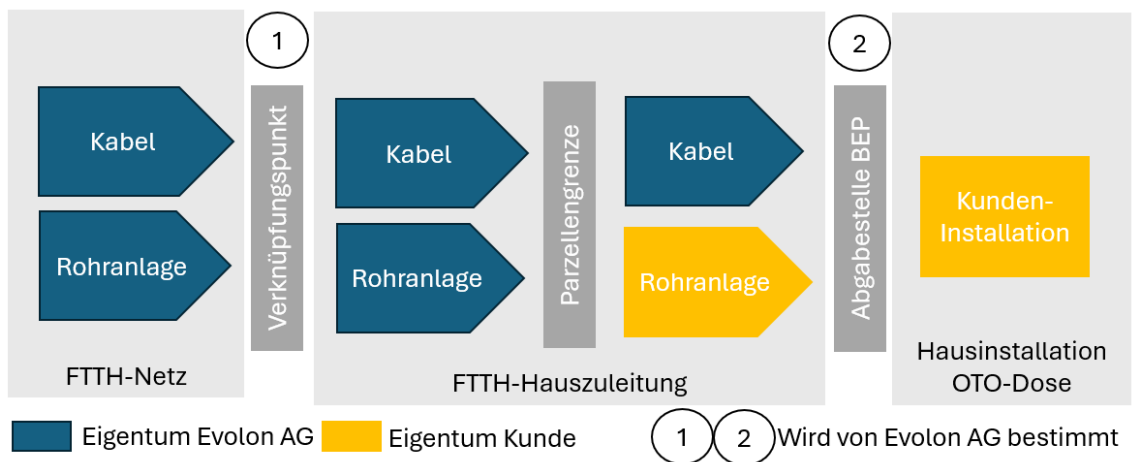 1
2
Kabel
Rohranlage
FTTH-Netz
Verknüpfungspunkt
Kabel
Rohranlage
Parzellengrenze
Kabel
Rohranlage
FTTH-Hauszuleitung
Abgabestelle BEP
Kunden-
Installation
Hausinstallation
OTO-Dose
Eigentum Evolon AG
Eigentum Kunde
1 2 Wird von Evolon AG bestimmt